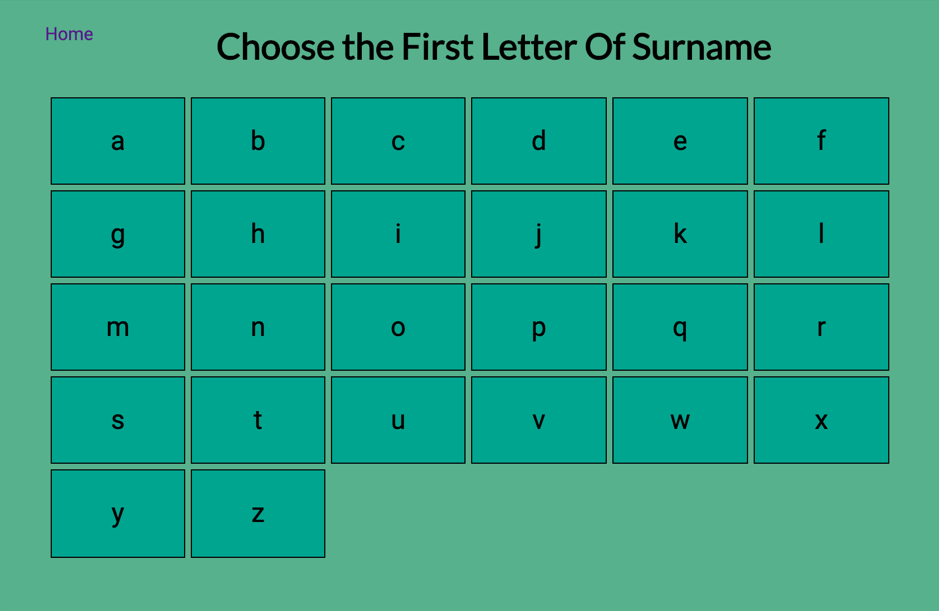 Home
Choose the First Letter Of Surname
a b c d e f
g h i j k l
m n o p q r
s t u v w x
y z